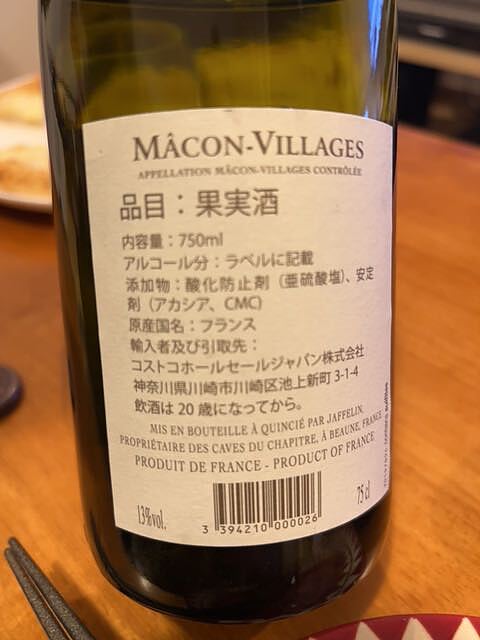 MÂCON-VILLAGES
APPELLATION MÂCON-VILLAGES CONTRÔLÉE
品目：果実酒
内容量：750ml
アルコール分：ラベルに記載
添加物：酸化防止剤（亜硫酸塩）、安定
剤（アカシア、CMC）
原産国名：フランス
輸入者及び引取先：
コストコホールセールジャパン株式会社
神奈川県川崎市川崎区池上新町 3-1-4
飲酒は 20 歳になってから。
MIS EN BOUTEILLE À QUINCIÉ PAR JAFFELIN,
PROPRIÉTAIRE DES CAVES DU CHAPITRE, À BEAUNE, FRANCE
PRODUIT DE FRANCE - PRODUCT OF FRANCE
13%vol.
3 394210 000026
75 cl